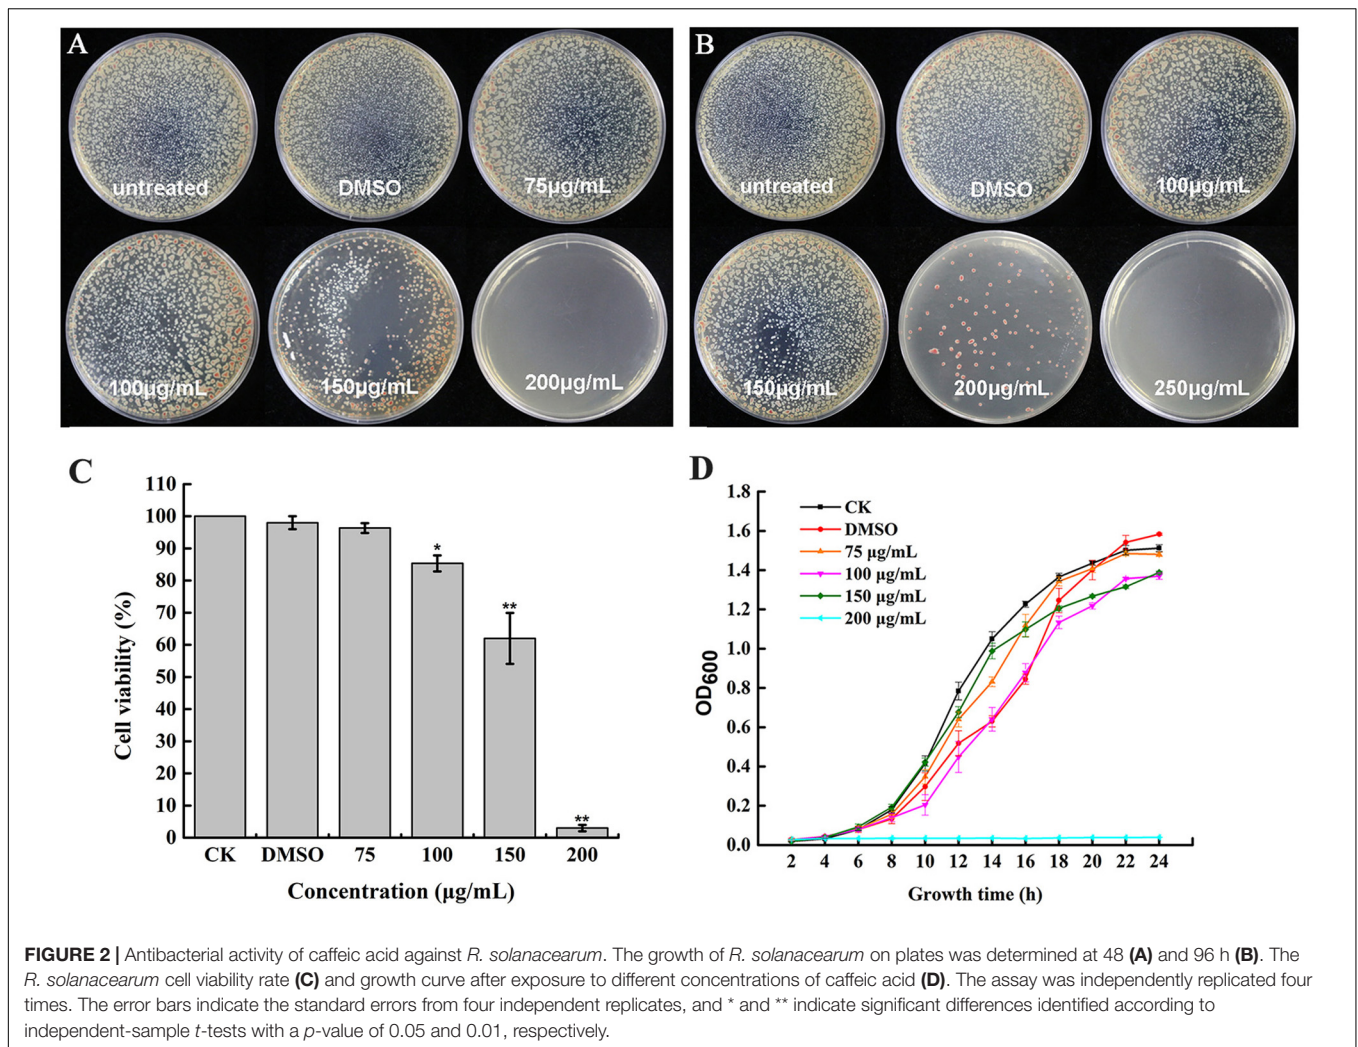 A
untreated
DMSO
75µg/mL
100µg/mL
150µg/mL
200µg/mL
B
untreated
DMSO
100µg/mL
150µg/mL
200µg/mL
250µg/mL
C
Cell viability (%)
110
100
90
80
70
60
50
40
30
20
10
0
*
**
**
CK DMSO 75 100 150 200
Concentration (µg/mL)
D
OD600
1.8
1.6
1.4
1.2
1.0
0.8
0.6
0.4
0.2
0.0
CK
DMSO
75 µg/mL
100 µg/mL
150 µg/mL
200 µg/mL
2 4 6 8 10 12 14 16 18 20 22 24
Growth time (h)
FIGURE 2 | Antibacterial activity of caffeic acid against R. solanacearum. The growth of R. solanacearum on plates was determined at 48 (A) and 96 h (B). The
R. solanacearum cell viability rate (C) and growth curve after exposure to different concentrations of caffeic acid (D). The assay was independently replicated four
times. The error bars indicate the standard errors from four independent replicates, and * and ** indicate significant differences identified according to
independent-sample t-tests with a p-value of 0.05 and 0.01, respectively.